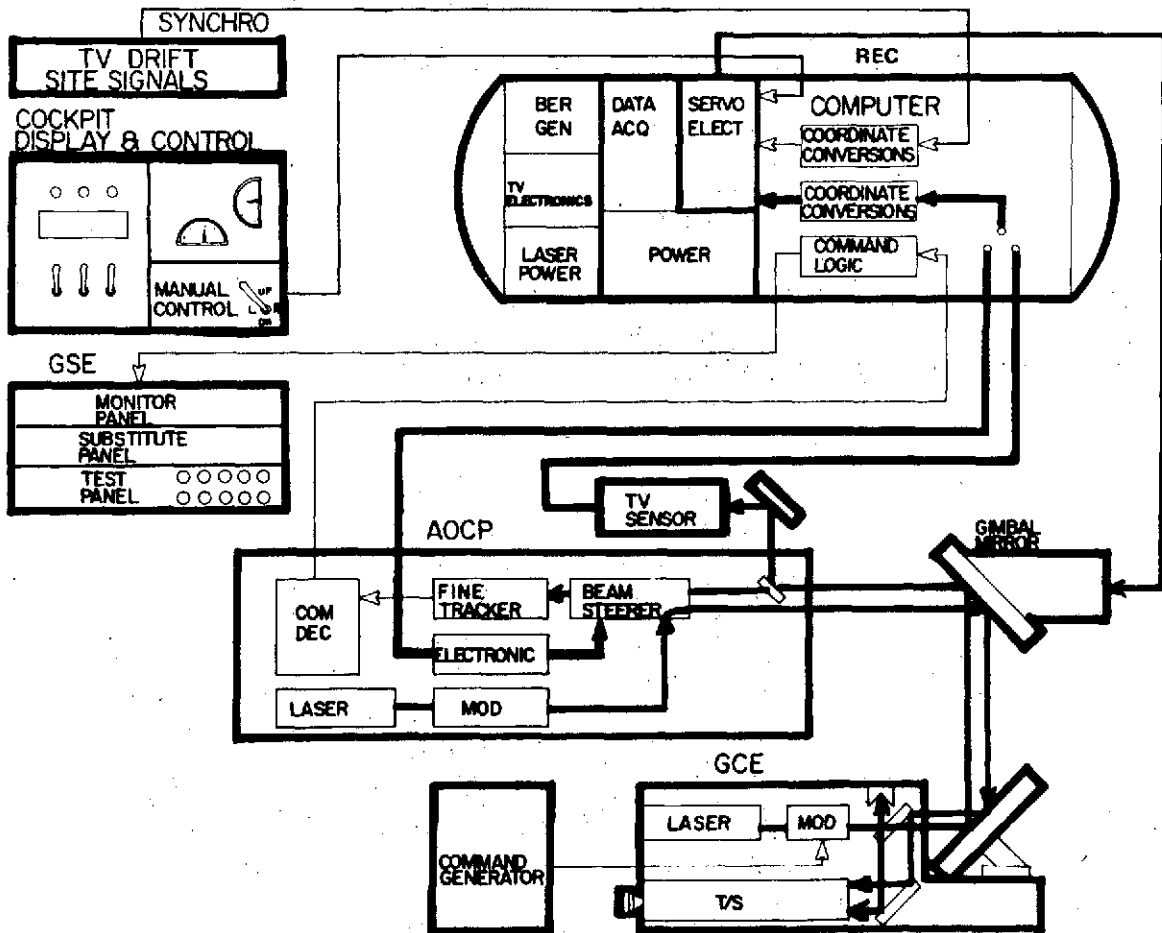 SYNCHRO
TV DRIFT
SITE SIGNALS
COCKPIT
DISPLAY & CONTROL
MANUAL
CONTROL
UP
L R
DN
GSE
MONITOR
PANEL
SUBSTITUTE
PANEL
TEST
PANEL
REC
BER
GEN
DATA
ACQ
SERVO
ELECT
COMPUTER
COORDINATE
CONVERSIONS
TV
ELECTRONICS
COORDINATE
CONVERSIONS
LASER
POWER
POWER
COMMAND
LOGIC
TV
SENSOR
GIMBAL
MIRROR
AOCP
COM
DEC
FINE
TRACKER
BEAM
STEERER
ELECTRONIC
LASER
MOD
GCE
COMMAND
GENERATOR
LASER
MOD
T/S